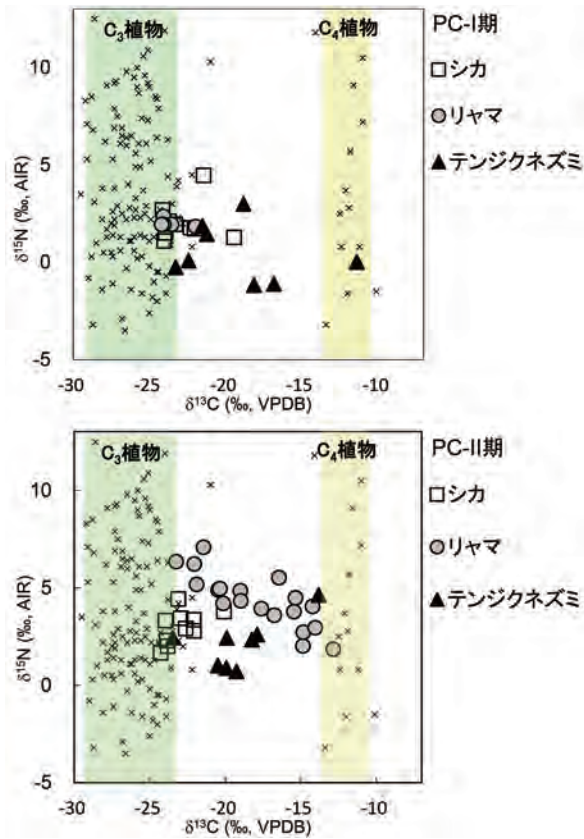 C₃植物 C₄植物 PC-I期
シカ
リャマ
テンジクネズミ
10
5
0
-5
δ¹⁵N (‰, AIR)
-30 -25 -20 -15 -10
δ¹³C (‰, VPDB)
C₃植物 C₄植物 PC-II期
シカ
リャマ
テンジクネズミ
10
5
0
-5
δ¹⁵N (‰, AIR)
-30 -25 -20 -15 -10
δ¹³C (‰, VPDB)